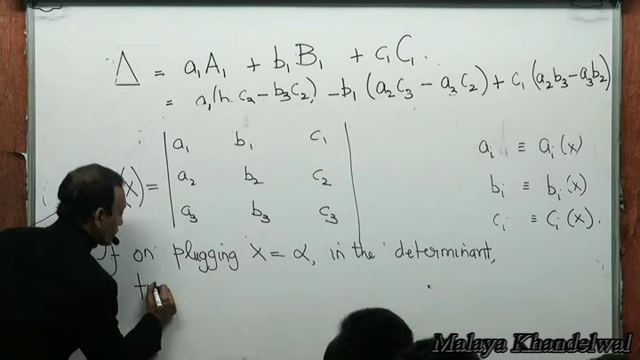 Δ = a₁A₁ + b₁B₁ + c₁C₁.
= a₁(b₂c₃ - b₃c₂) - b₁(a₂c₃ - a₃c₂) + c₁(a₂b₃ - a₃b₂)
(x) = | a₁ b₁ c₁ |
| a₂ b₂ c₂ |
| a₃ b₃ c₃ |
aᵢ ≡ aᵢ(x)
bᵢ ≡ bᵢ(x)
cᵢ ≡ cᵢ(x).
If on plugging x = α, in the determinant,
Malaya Khandelwal